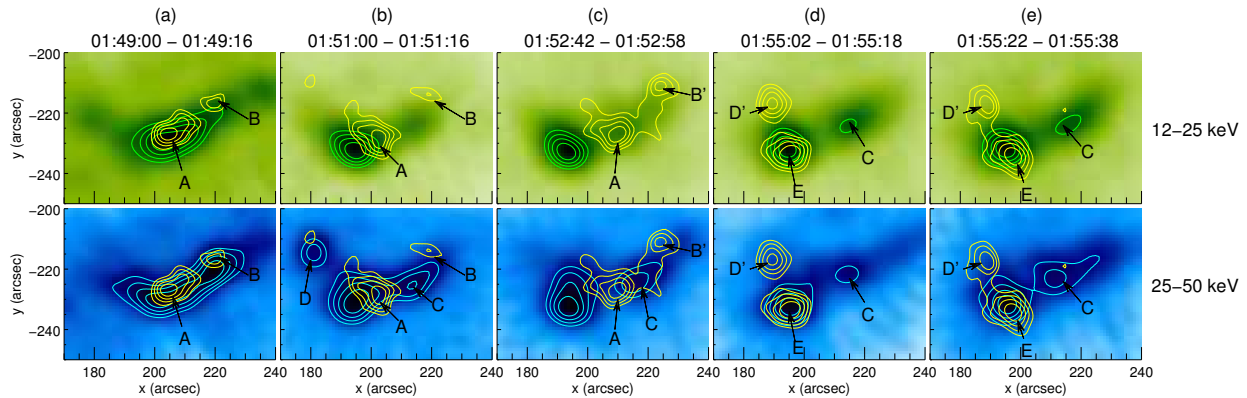 (a) (b) (c) (d) (e)
01:49:00 − 01:49:16 01:51:00 − 01:51:16 01:52:42 − 01:52:58 01:55:02 − 01:55:18 01:55:22 − 01:55:38
−200
−220
−240
y (arcsec)
B
A
B
A
B'
A
D'
C
E
D'
C
E
12−25 keV
−200
−220
−240
y (arcsec)
B
A
D
B
C
A
B'
C
A
D'
C
E
D'
C
E
25−50 keV
180 200 220 240 180 200 220 240 180 200 220 240 180 200 220 240 180 200 220 240
x (arcsec) x (arcsec) x (arcsec) x (arcsec) x (arcsec)